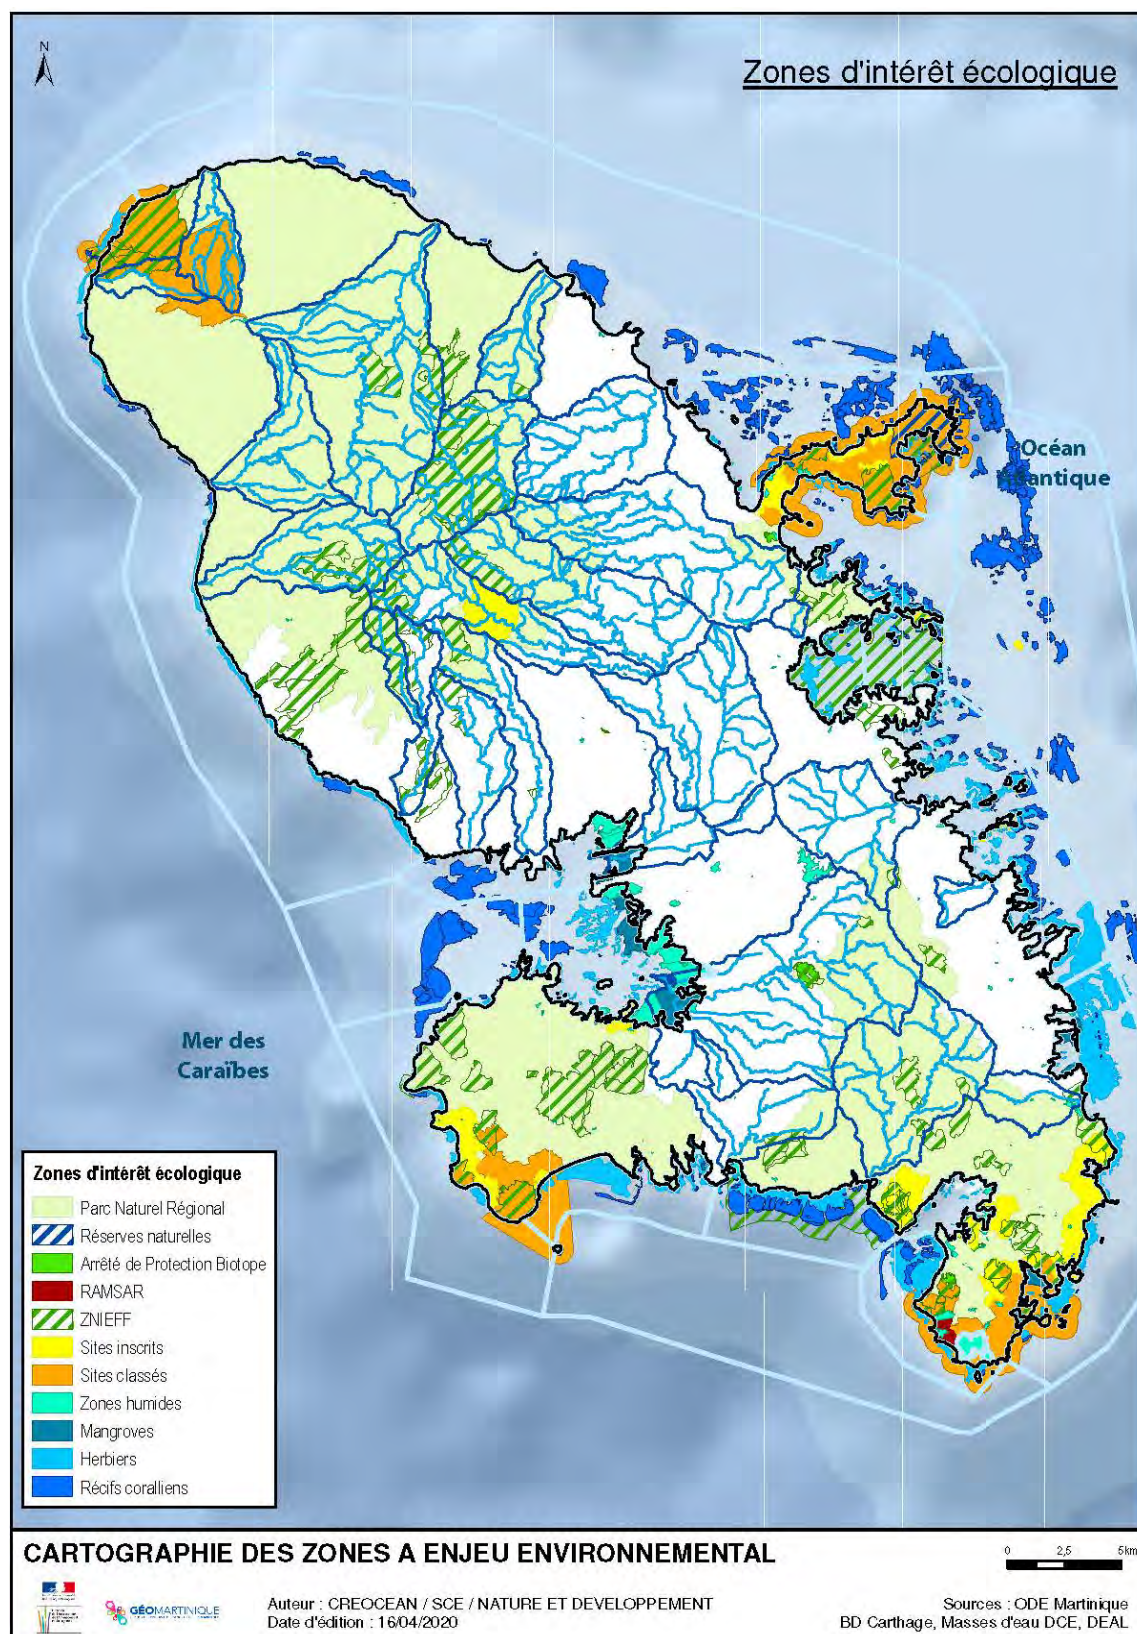 N
Zones d'intérêt écologique
Océan
Atlantique
Mer des
Caraïbes
Zones d'intérêt écologique
Parc Naturel Régional
Réserves naturelles
Arrêté de Protection Biotope
RAMSAR
ZNIEFF
Sites inscrits
Sites classés
Zones humides
Mangroves
Herbiers
Récifs coralliens
CARTOGRAPHIE DES ZONES A ENJEU ENVIRONNEMENTAL
0 2,5 5km
GÉOMARTINIQUE
Auteur : CREOCEAN / SCE / NATURE ET DEVELOPPEMENT
Date d'édition : 16/04/2020
Sources : ODE Martinique
BD Carthage, Masses d'eau DCE, DEAL